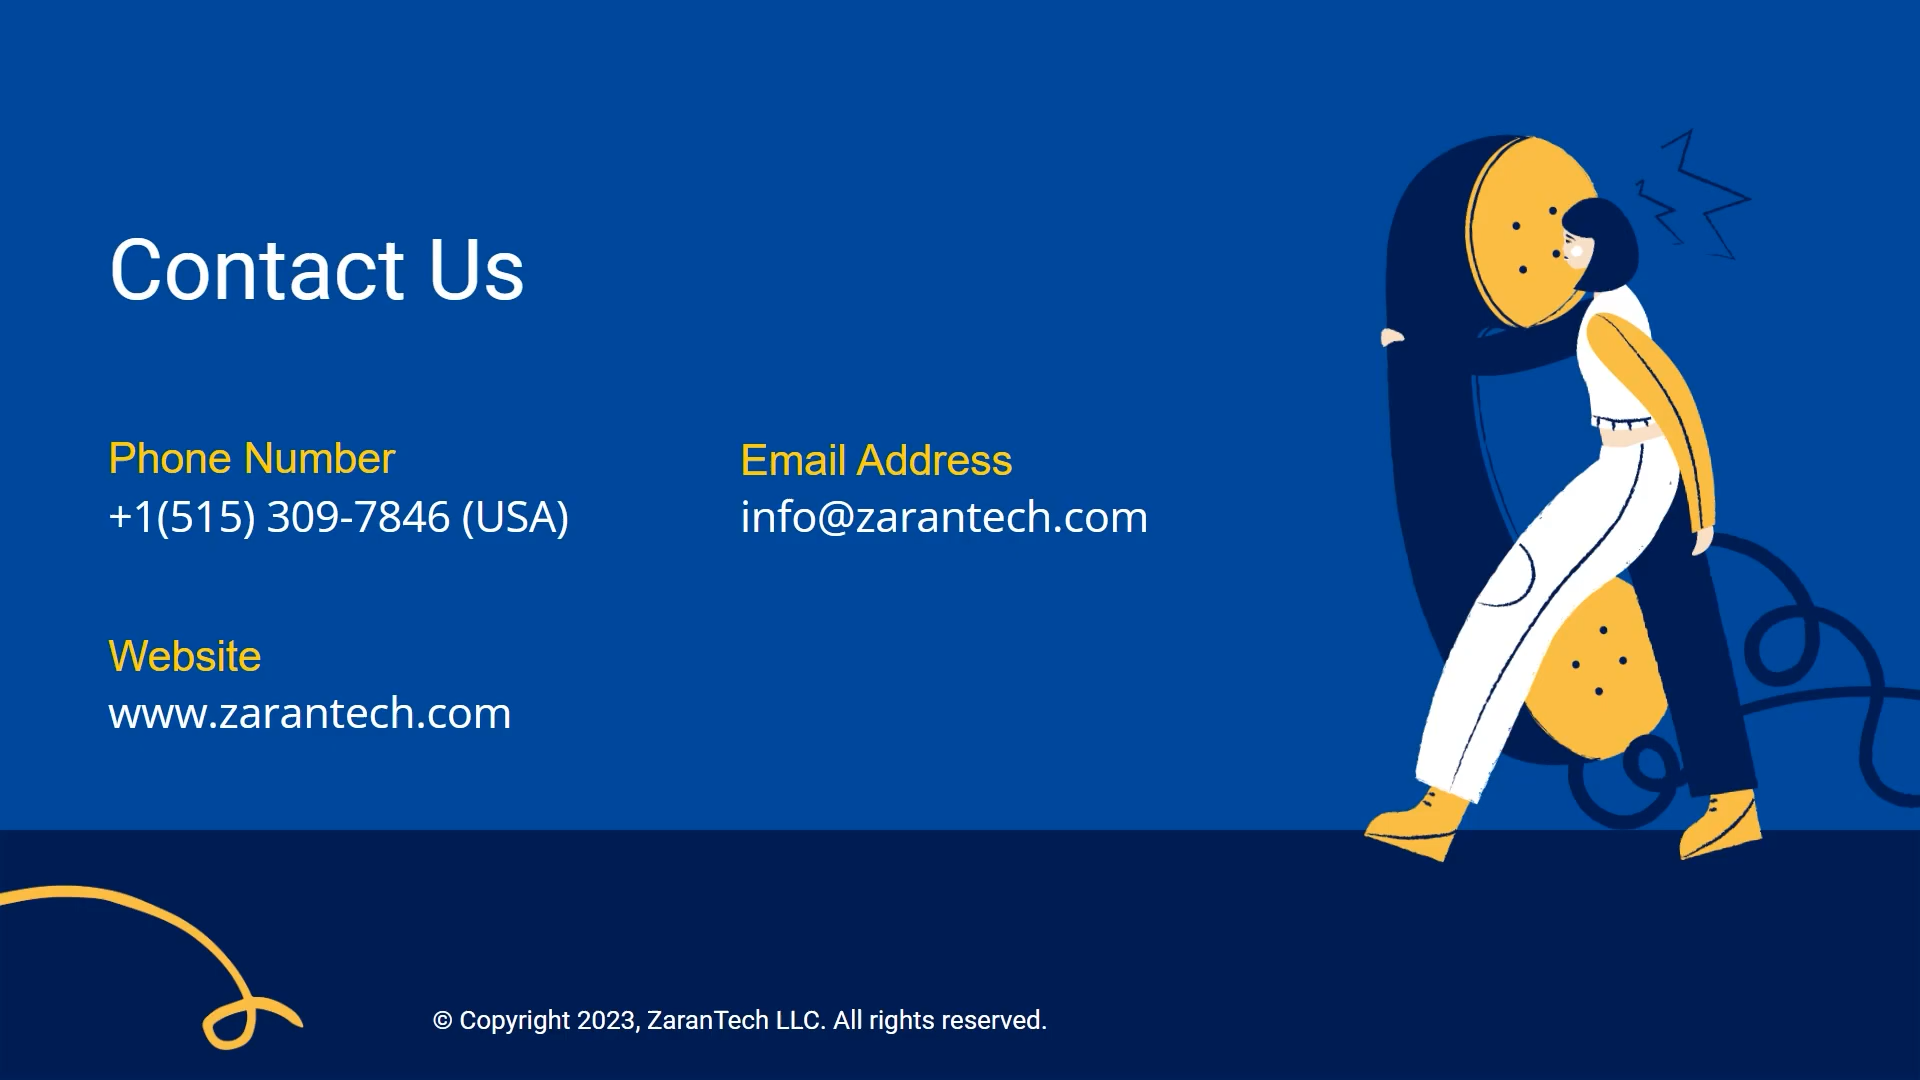 Contact Us
Phone Number
+1(515) 309-7846 (USA)
Email Address
info@zarantech.com
Website
www.zarantech.com
© Copyright 2023, ZaranTech LLC. All rights reserved.